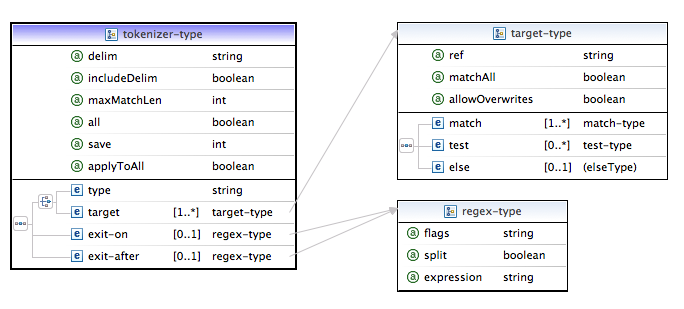 tokenizer-type
a delim string
a includeDelim boolean
a maxMatchLen int
a all boolean
a save int
a applyToAll boolean
e type string
e target [1..*] target-type
e exit-on [0..1] regex-type
e exit-after [0..1] regex-type
target-type
a ref string
a matchAll boolean
a allowOverwrites boolean
e match [1..*] match-type
e test [0..*] test-type
e else [0..1] (elseType)
regex-type
a flags string
a split boolean
a expression string